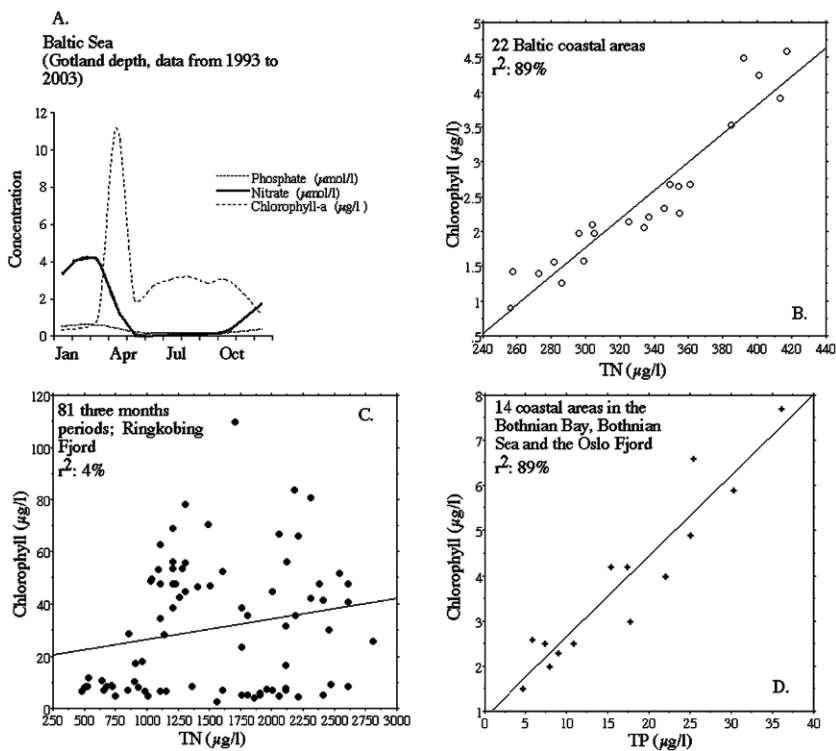 A.
Baltic Sea
(Gotland depth, data from 1993 to
2003)
12
10
8
6
4
2
0
Concentration
Phosphate (µmol/l)
Nitrate (µmol/l)
Chlorophyll-a (µg/l )
Jan
Apr
Jul
Oct
22 Baltic coastal areas
r²: 89%
5
4.5
4
3.5
3
2.5
2
1.5
1
.5
Chlorophyll (µg/l)
B.
240 260 280 300 320 340 360 380 400 420 440
TN (µg/l)
81 three months
periods; Ringkobing
Fjord
r²: 4%
C.
120
100
80
60
40
20
0
Chlorophyll (µg/l)
250 500 750 1000 1250 1500 1750 2000 2250 2500 2750 3000
TN (µg/l)
14 coastal areas in the
Bothnian Bay, Bothnian
Sea and the Oslo Fjord
r²: 89%
8
7
6
5
4
3
2
1
Chlorophyll (µg/l)
D.
0 5 10 15 20 25 30 35 40
TP (µg/l)